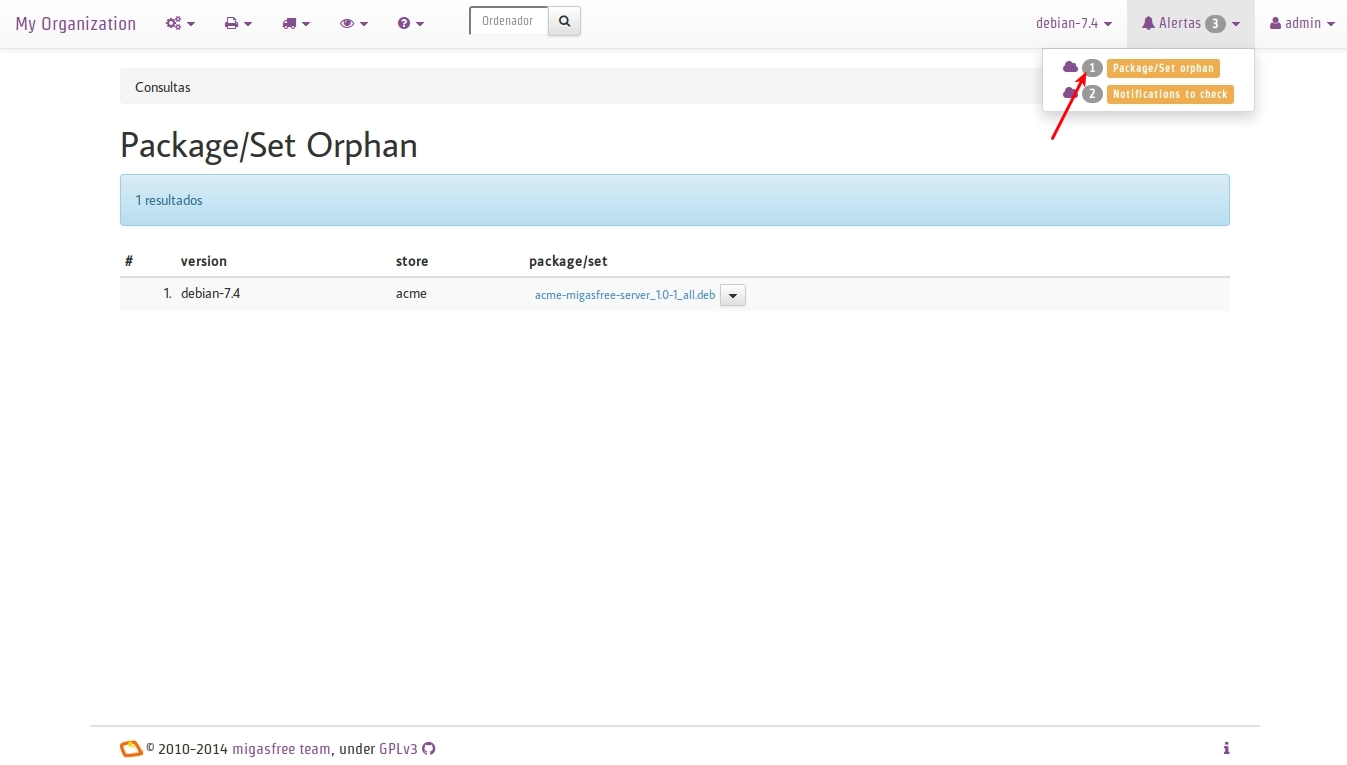 My Organization Ordenador debian-7.4 Alertas 3 admin
1 Package/Set orphan
2 Notifications to check
Consultas
Package/Set Orphan
1 resultados
# version store package/set
1. debian-7.4 acme acme-migasfree-server_1.0-1_all.deb
© 2010-2014 migasfree team, under GPLv3